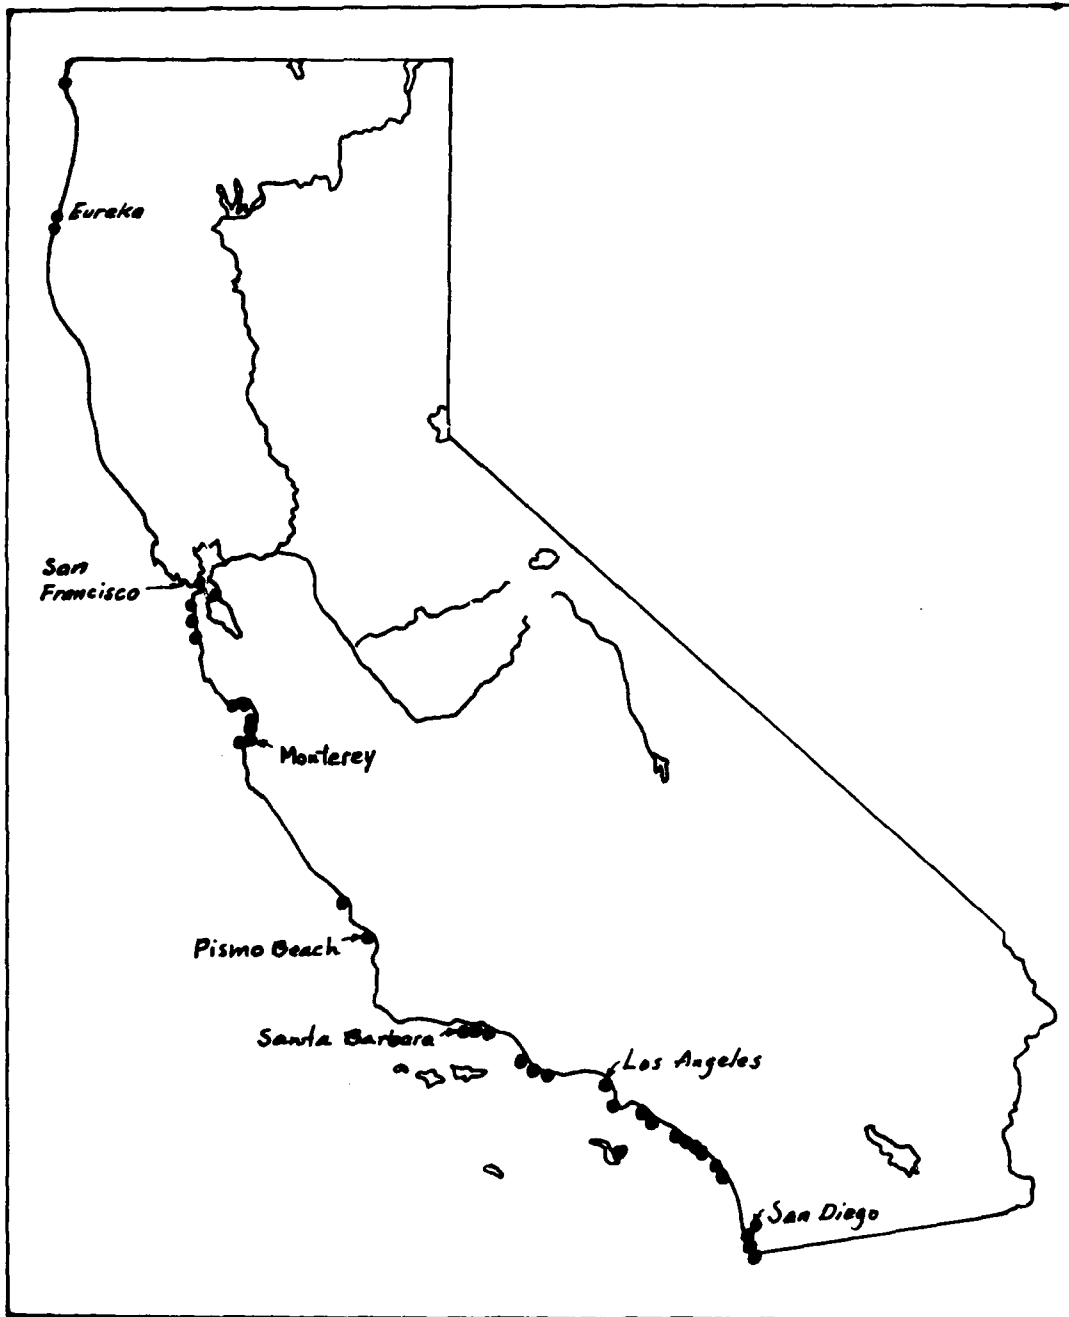 Eureka
San
Francisco
Monterey
Pismo Beach
Santa Barbara
Los Angeles
San Diego